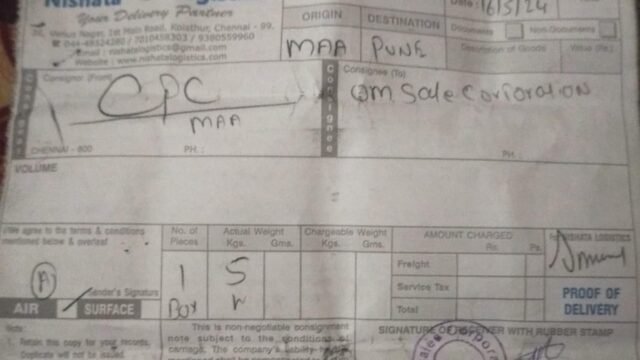 Your Delivery Partner
Venus Nagar, 1st Main Road, Kolathur, Chennai - 99.
7010458303 / 9380559960
Email : nishatalogistics@gmail.com
Website : www.nishatalogistics.com
ORIGIN
MAA
DESTINATION
PUNE
Date : 16/5/24
Documents
Non-Documents
Description of Goods
Value (Rs.)
Consignor (From)
CPC
MAA
CHENNAI - 600
PH :
Consignee
Consignee (To)
PH :
VOLUME
I/We agree to the terms & conditions
mentioned below & overleaf
Sender's Signature
AIR
SURFACE
No. of
Pieces
1
Box
Actual Weight
Kgs. Gms.
5
Chargeable Weight
Kgs. Gms.
AMOUNT CHARGED
Rs. Ps.
Freight
Service Tax
Total
NISHATA LOGISTICS
PROOF OF
DELIVERY
Note:
1. Retain this copy for your records.
Duplicate will not be issued.
This is non-negotiable consignment
note subject to the conditions of
carriage. The company's liability
SIGNATURE OF RECEIVER WITH RUBBER STAMP